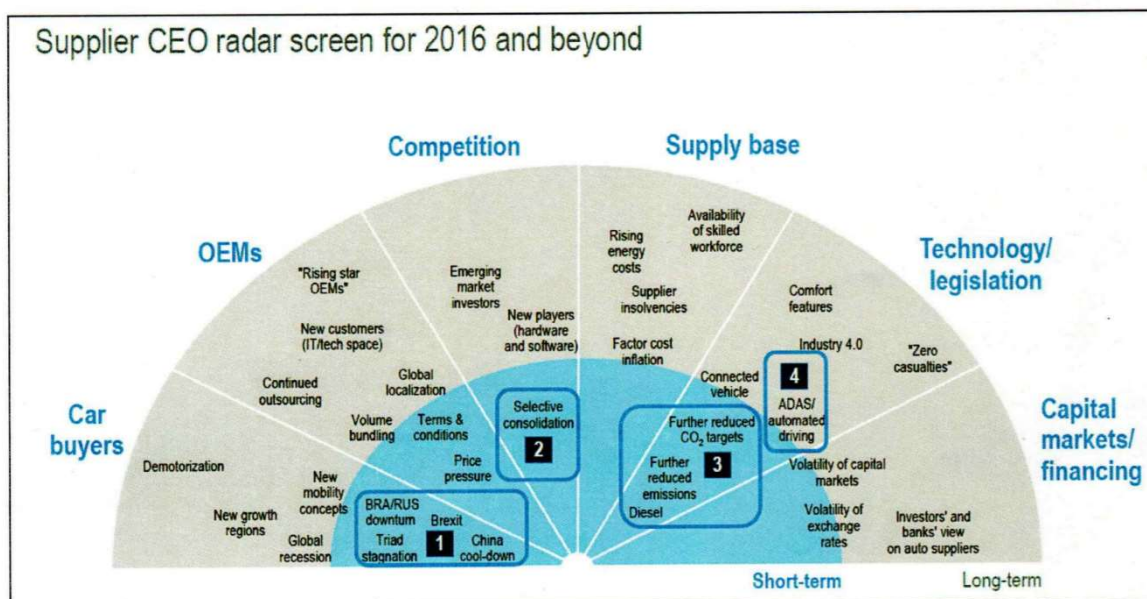 Supplier CEO radar screen for 2016 and beyond
Competition
Supply base
OEMs
Technology/
legislation
Car
buyers
Capital
markets/
financing
Demotorization
New growth
regions
Global
recession
New
mobility
concepts
BRA/RUS
downturn
Brexit
Triad
stagnation
1
China
cool-down
"Rising star
OEMs"
New customers
(IT/tech space)
Continued
outsourcing
Global
localization
Volume
bundling
Terms &
conditions
Price
pressure
Emerging
market
investors
New players
(hardware
and software)
Selective
consolidation
2
Rising
energy
costs
Availability
of skilled
workforce
Supplier
insolvencies
Factor cost
inflation
Comfort
features
Industry 4.0
"Zero
casualties"
Connected
vehicle
4
ADAS/
automated
driving
Further reduced
CO2 targets
Further
reduced
emissions
3
Diesel
Volatility of capital
markets
Volatility of
exchange
rates
Investors' and
banks' view
on auto suppliers
Short-term
Long-term